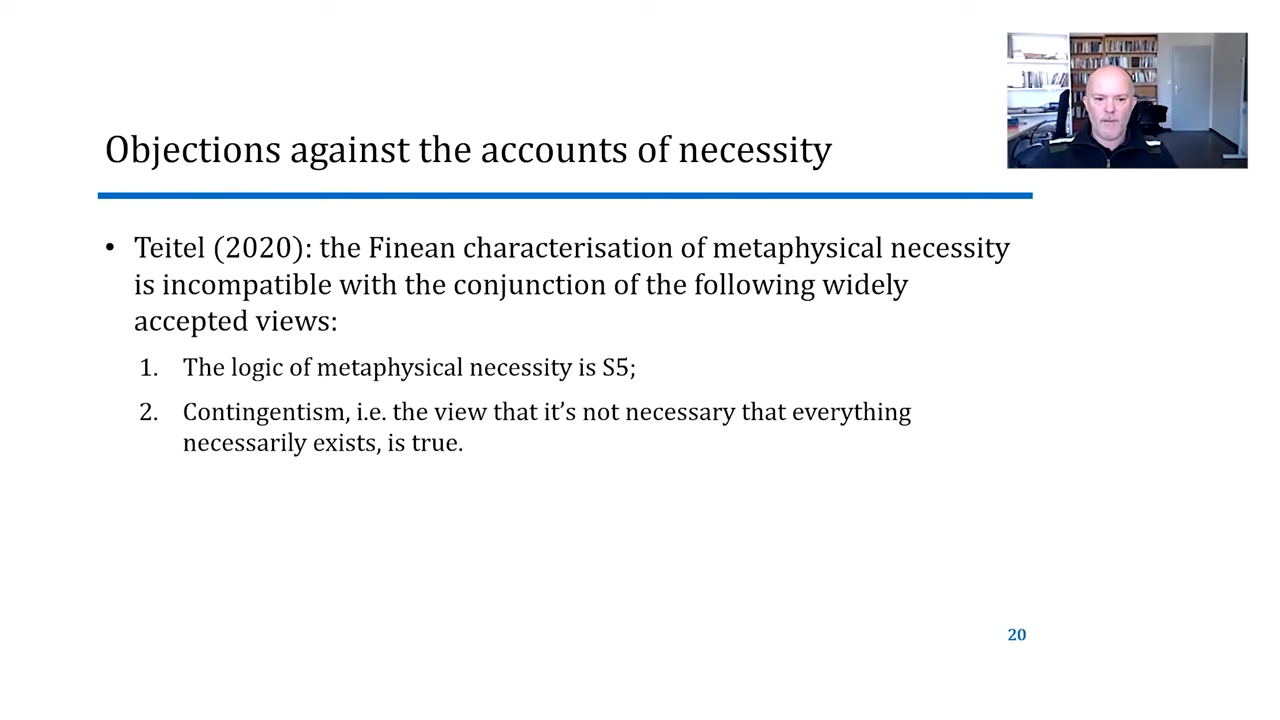 Objections against the accounts of necessity
• Teitel (2020): the Finean characterisation of metaphysical necessity
is incompatible with the conjunction of the following widely
accepted views:
1. The logic of metaphysical necessity is S5;
2. Contingentism, i.e. the view that it's not necessary that everything
necessarily exists, is true.
20